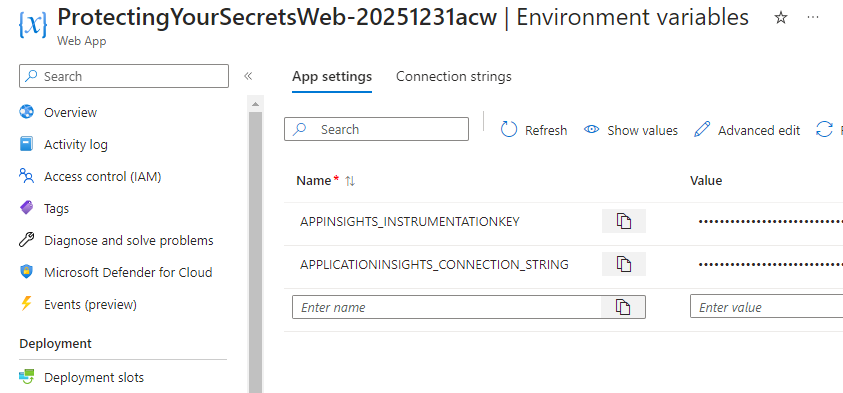 ProtectingYourSecretsWeb-20251231acw | Environment variables
Web App
Search
Overview
Activity log
Access control (IAM)
Tags
Diagnose and solve problems
Microsoft Defender for Cloud
Events (preview)
Deployment
Deployment slots
App settings Connection strings
Search Refresh Show values Advanced edit
Name* Value
APPINSIGHTS_INSTRUMENTATIONKEY
APPLICATIONINSIGHTS_CONNECTION_STRING
Enter name Enter value